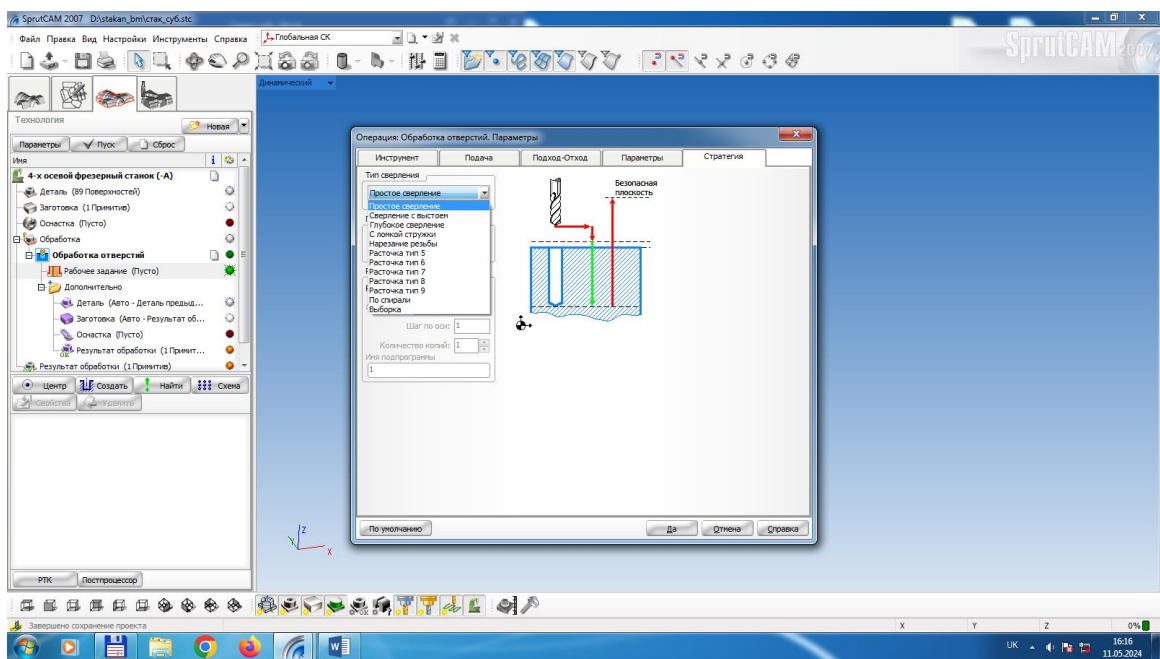 SprutCAM 2007 D:\stakan_bm\стак_суб.stc
Файл Правка Вид Настройки Инструменты Справка
Глобальная СК
SprutCAM 2007
Динамический
Технология
Новая
Параметры Пуск Сброс
Имя
4-х осевой фрезерный станок (-A)
Деталь (89 Поверхностей)
Заготовка (1 Примитив)
Оснастка (Пусто)
Обработка
Обработка отверстий
Рабочее задание (Пусто)
Дополнительно
Деталь (Авто - Деталь предыд...
Заготовка (Авто - Результат об...
Оснастка (Пусто)
Результат обработки (1 Примит...
Результат обработки (1 Примитив)
Центр Создать Найти Схема
Свойства Удалить
РТК Постпроцессор
Операция: Обработка отверстий. Параметры
Инструмент Подача Подход-Отход Параметры Стратегия
Тип сверления
Простое сверление
Простое сверление
Сверление с выстоем
Глубокое сверление
С ломкой стружки
Нарезание резьбы
Расточка тип 5
Расточка тип 6
Расточка тип 7
Расточка тип 8
Расточка тип 9
По спирали
Выборка
Шаг по оси: 1
Количество копий: 1
Имя подпрограммы
1
Безопасная
плоскость
По умолчанию Да Отмена Справка
Z
Y
X
Завершено сохранение проекта X Y Z 0%
UK 16:16
11.05.2024